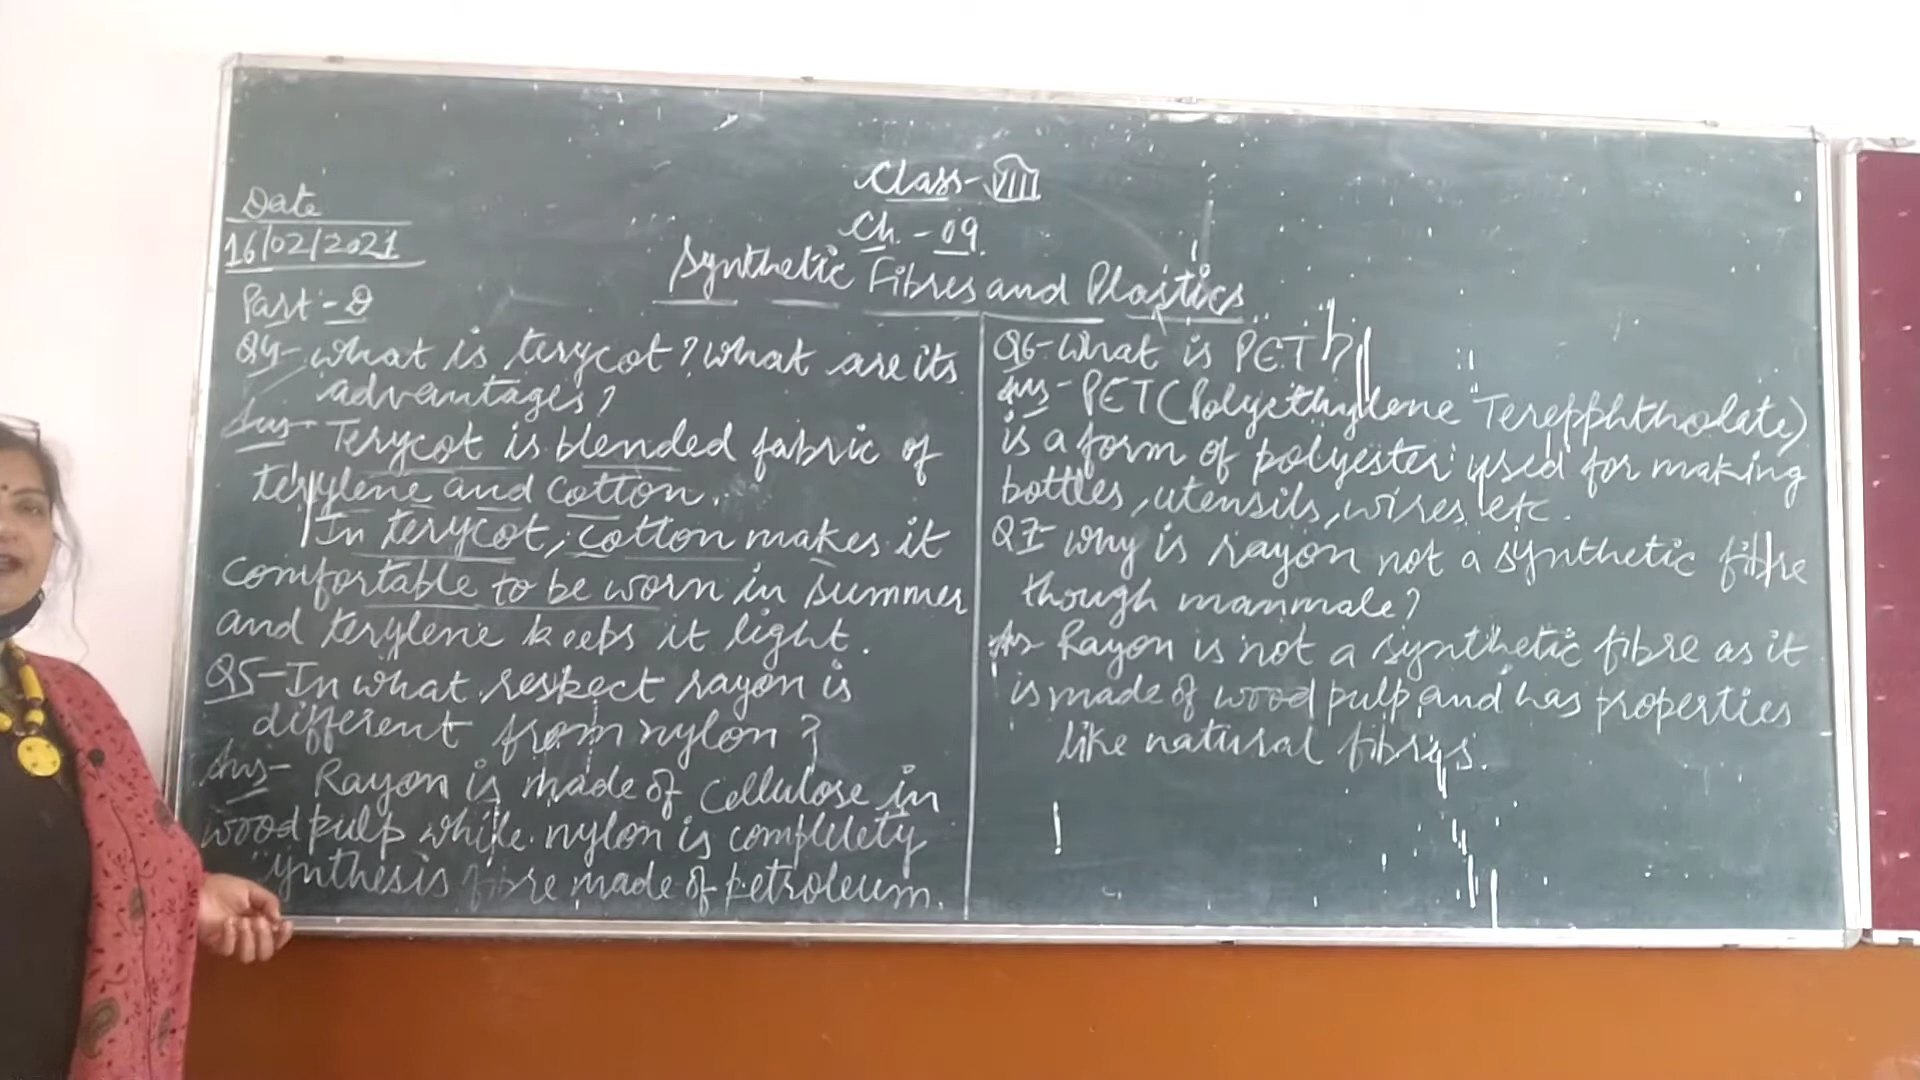 Class-VIII
Ch-09
Synthetic Fibres and Plastics
Date
16/02/2021
Part-D
Q4-What is terycot? What are its
advantages?
Ans- Terycot is blended fabric of
terylene and cotton.
In terycot, cotton makes it
comfortable to be worn in summer
and terylene keeps it light.
Q5-In what respect rayon is
different from nylon?
Ans- Rayon is made of cellulose in
wood pulp while nylon is completety
synthesis fibre made of petroleum.
Q6-What is PET?
Ans- PET (Polyethylene Terepphtholate)
is a form of polyester used for making
bottles, utensils, wires etc.
Q7-Why is rayon not a synthetic fibre
though manmale?
Ans Rayon is not a synthetic fibre as it
is made of wood pulp and has properties
like natural fibres.